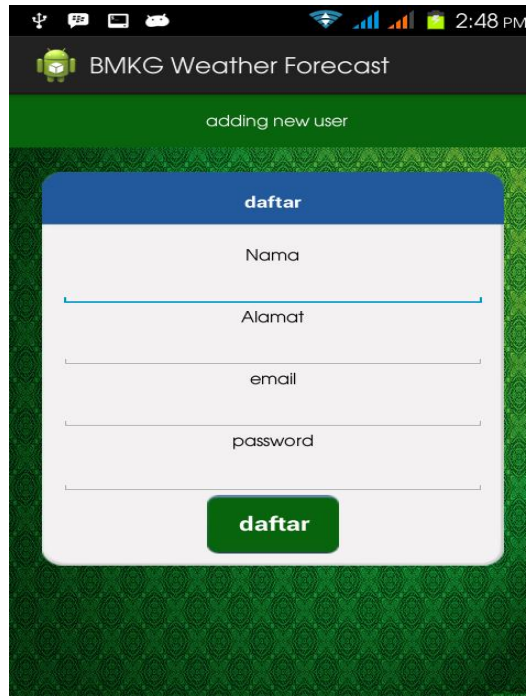 2:48 PM
BMKG Weather Forecast
adding new user
daftar
Nama
Alamat
email
password
daftar